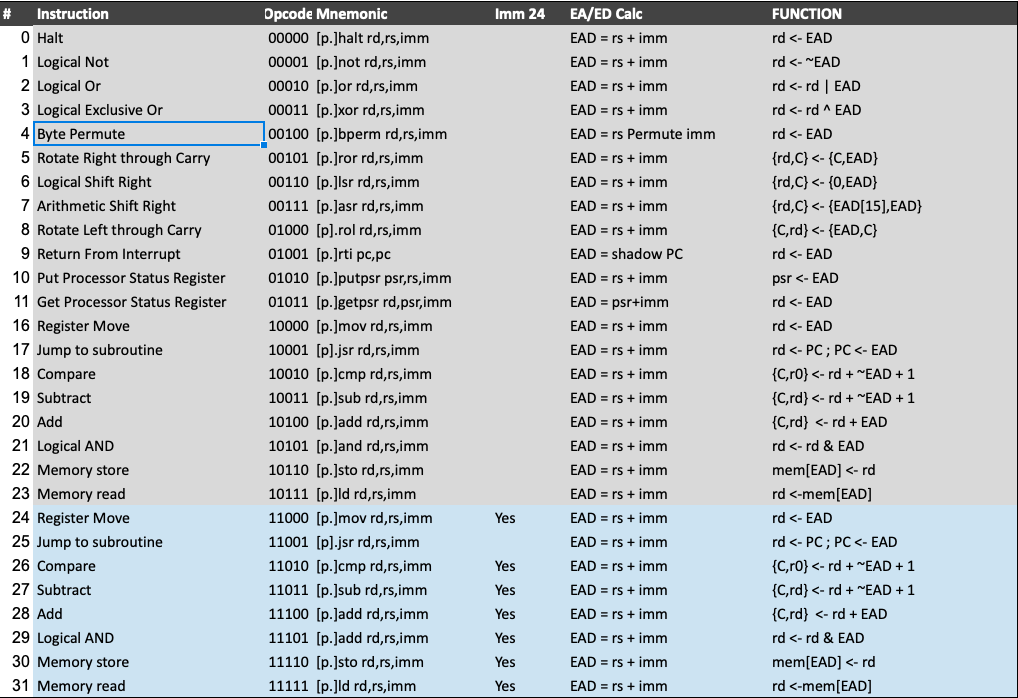 # Instruction Opcode Mnemonic Imm 24 EA/ED Calc FUNCTION
0 Halt 00000 [p.]halt rd,rs,imm EAD = rs + imm rd <- EAD
1 Logical Not 00001 [p.]not rd,rs,imm EAD = rs + imm rd <- ~EAD
2 Logical Or 00010 [p.]or rd,rs,imm EAD = rs + imm rd <- rd | EAD
3 Logical Exclusive Or 00011 [p.]xor rd,rs,imm EAD = rs + imm rd <- rd ^ EAD
4 Byte Permute 00100 [p.]bperm rd,rs,imm EAD = rs Permute imm rd <- EAD
5 Rotate Right through Carry 00101 [p.]ror rd,rs,imm EAD = rs + imm {rd,C} <- {C,EAD}
6 Logical Shift Right 00110 [p.]lsr rd,rs,imm EAD = rs + imm {rd,C} <- {0,EAD}
7 Arithmetic Shift Right 00111 [p.]asr rd,rs,imm EAD = rs + imm {rd,C} <- {EAD[15],EAD}
8 Rotate Left through Carry 01000 [p].rol rd,rs,imm EAD = rs + imm {C,rd} <- {EAD,C}
9 Return From Interrupt 01001 [p.]rti pc,pc EAD = shadow PC rd <- EAD
10 Put Processor Status Register 01010 [p.]putpsr psr,rs,imm EAD = rs + imm psr <- EAD
11 Get Processor Status Register 01011 [p.]getpsr rd,psr,imm EAD = psr+imm rd <- EAD
16 Register Move 10000 [p.]mov rd,rs,imm EAD = rs + imm rd <- EAD
17 Jump to subroutine 10001 [p].jsr rd,rs,imm EAD = rs + imm rd <- PC ; PC <- EAD
18 Compare 10010 [p.]cmp rd,rs,imm EAD = rs + imm {C,r0} <- rd + ~EAD + 1
19 Subtract 10011 [p.]sub rd,rs,imm EAD = rs + imm {C,rd} <- rd + ~EAD + 1
20 Add 10100 [p.]add rd,rs,imm EAD = rs + imm {C,rd} <- rd + EAD
21 Logical AND 10101 [p.]and rd,rs,imm EAD = rs + imm rd <- rd & EAD
22 Memory store 10110 [p.]sto rd,rs,imm EAD = rs + imm mem[EAD] <- rd
23 Memory read 10111 [p.]ld rd,rs,imm EAD = rs + imm rd <-mem[EAD]
24 Register Move 11000 [p.]mov rd,rs,imm Yes EAD = rs + imm rd <- EAD
25 Jump to subroutine 11001 [p].jsr rd,rs,imm EAD = rs + imm rd <- PC ; PC <- EAD
26 Compare 11010 [p.]cmp rd,rs,imm Yes EAD = rs + imm {C,r0} <- rd + ~EAD + 1
27 Subtract 11011 [p.]sub rd,rs,imm Yes EAD = rs + imm {C,rd} <- rd + ~EAD + 1
28 Add 11100 [p.]add rd,rs,imm Yes EAD = rs + imm {C,rd} <- rd + EAD
29 Logical AND 11101 [p.]add rd,rs,imm Yes EAD = rs + imm rd <- rd & EAD
30 Memory store 11110 [p.]sto rd,rs,imm Yes EAD = rs + imm mem[EAD] <- rd
31 Memory read 11111 [p.]ld rd,rs,imm Yes EAD = rs + imm rd <-mem[EAD]